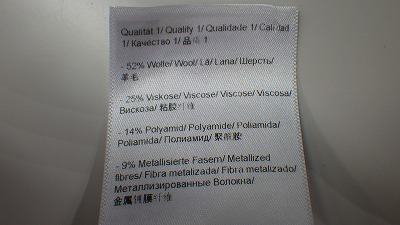 Qualität 1/ Quality 1/ Qualidade 1/ Calidad
1/ Качество 1/ 品质 1
- 52% Wolle/ Wool/ Lã/ Lana/ Шерсть/
羊毛
- 25% Viskose/ Viscose/ Viscose/ Viscosa/
Вискоза/ 粘胶纤维
- 14% Polyamid/ Polyamide/ Poliamida/
Poliamida/ Полиамид/ 聚酰胺
- 9% Metallisierte Fasern/ Metallized
fibres/ Fibra metalizada/ Fibra metalizado/
Металлизированные Волокна/
金属镀膜纤维